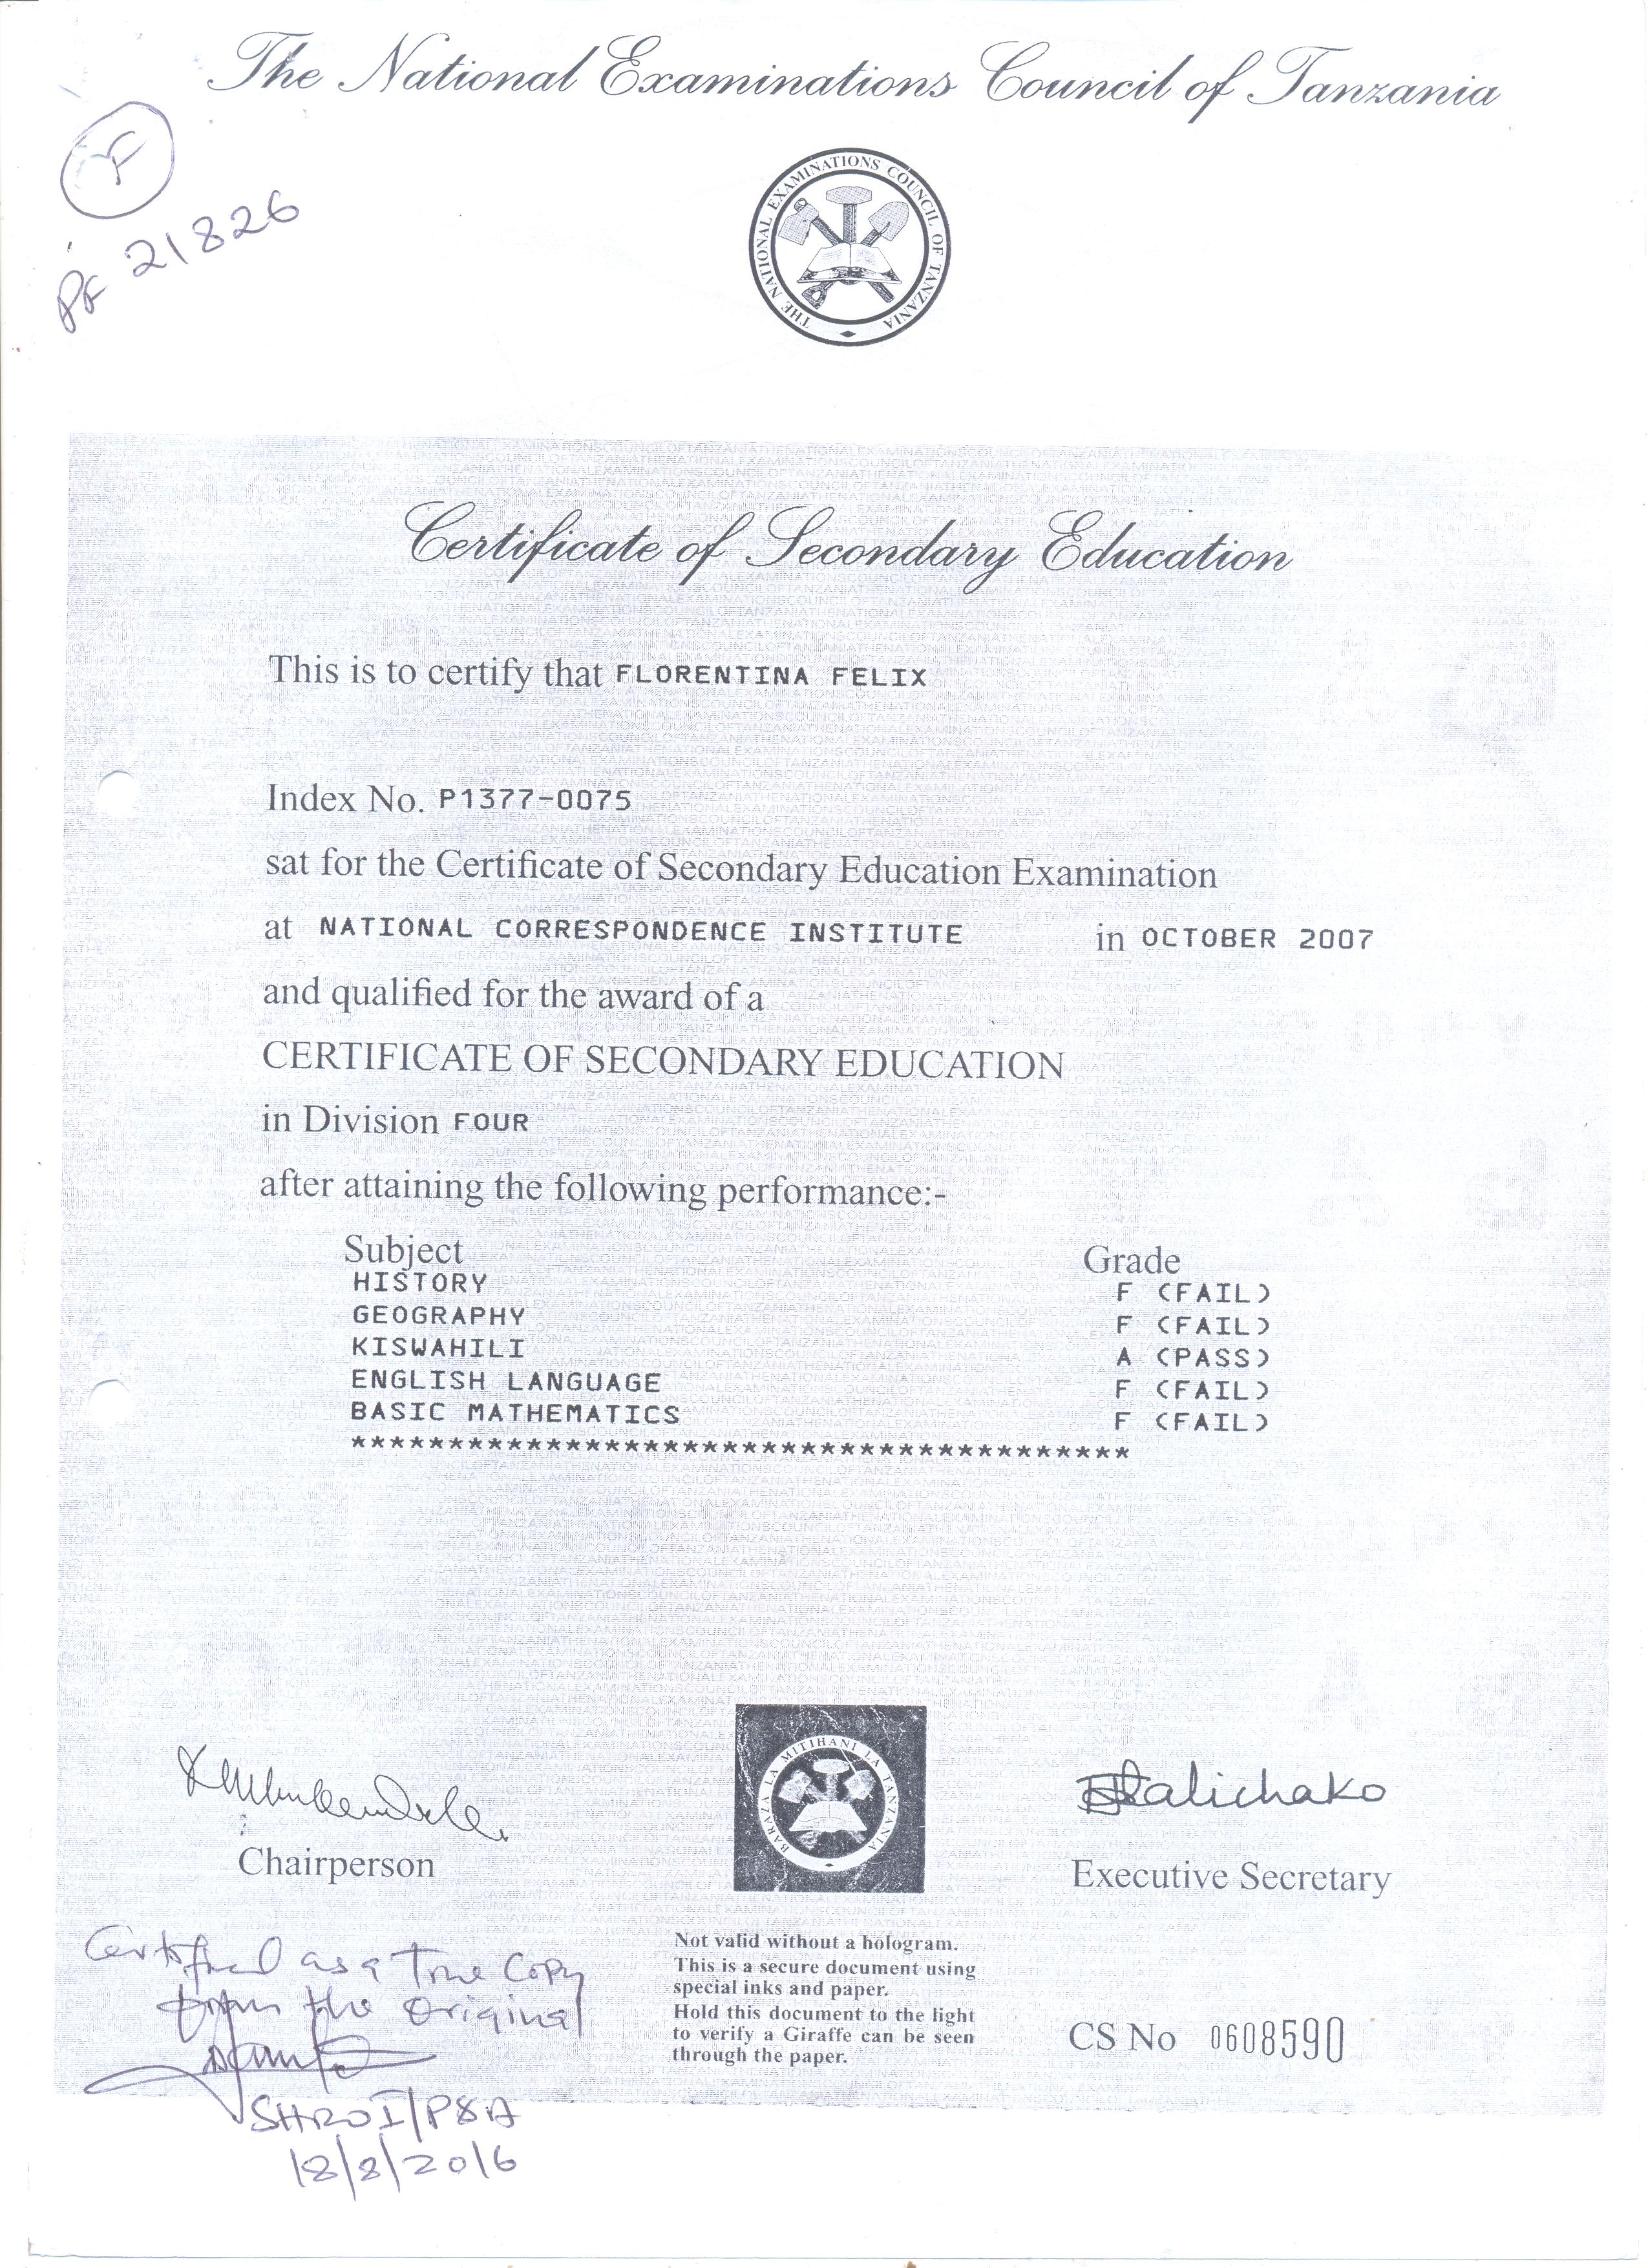 The National Examinations Council of Tanzania
F
PF 21826
THE NATIONAL EXAMINATIONS COUNCIL OF TANZANIA
Certificate of Secondary Education
This is to certify that FLORENTINA FELIX
Index No. P1377-0075
sat for the Certificate of Secondary Education Examination
at NATIONAL CORRESPONDENCE INSTITUTE in OCTOBER 2007
and qualified for the award of a
CERTIFICATE OF SECONDARY EDUCATION
in Division FOUR
after attaining the following performance:-
Subject Grade
HISTORY F (FAIL)
GEOGRAPHY F (FAIL)
KISWAHILI A (PASS)
ENGLISH LANGUAGE F (FAIL)
BASIC MATHEMATICS F (FAIL)
****************************************
BARAZA LA MITIHANI LA TANZANIA
Chairperson
Executive Secretary
Not valid without a hologram.
This is a secure document using
special inks and paper.
Hold this document to the light
to verify a Giraffe can be seen
through the paper.
CS No 0608590
Certified as a True Copy
from the Original
SHRO I/P&A
18/8/2016